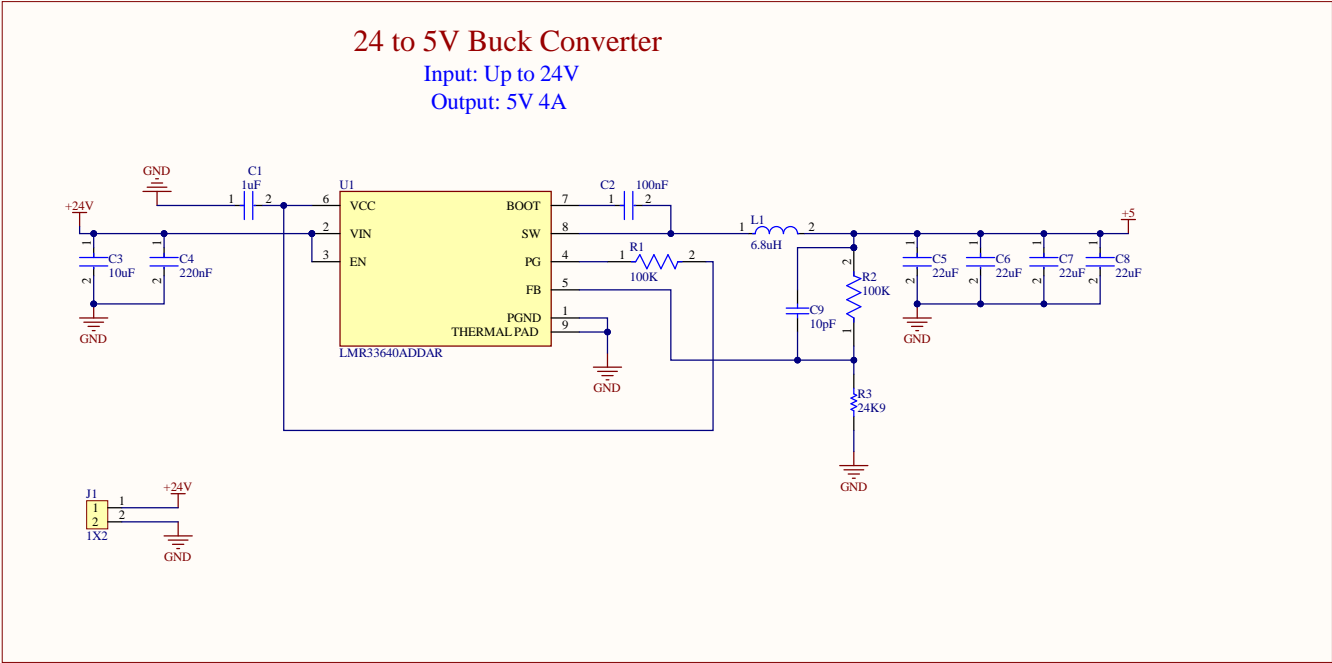 24 to 5V Buck Converter
Input: Up to 24V
Output: 5V 4A
GND
C1
1uF
1
2
+24V
1
C3
10uF
2
1
C4
220nF
2
GND
U1
6
VCC
2
VIN
3
EN
BOOT
7
SW
8
PG
4
FB
5
PGND
1
THERMAL PAD
9
LMR33640ADDAR
C2
100nF
1
2
R1
1
2
100K
GND
L1
1
2
6.8uH
C9
10pF
2
R2
100K
1
R3
24K9
GND
+5
1
C5
22uF
2
1
C6
22uF
2
1
C7
22uF
2
1
C8
22uF
2
GND
J1
1
1
2
2
1X2
+24V
GND